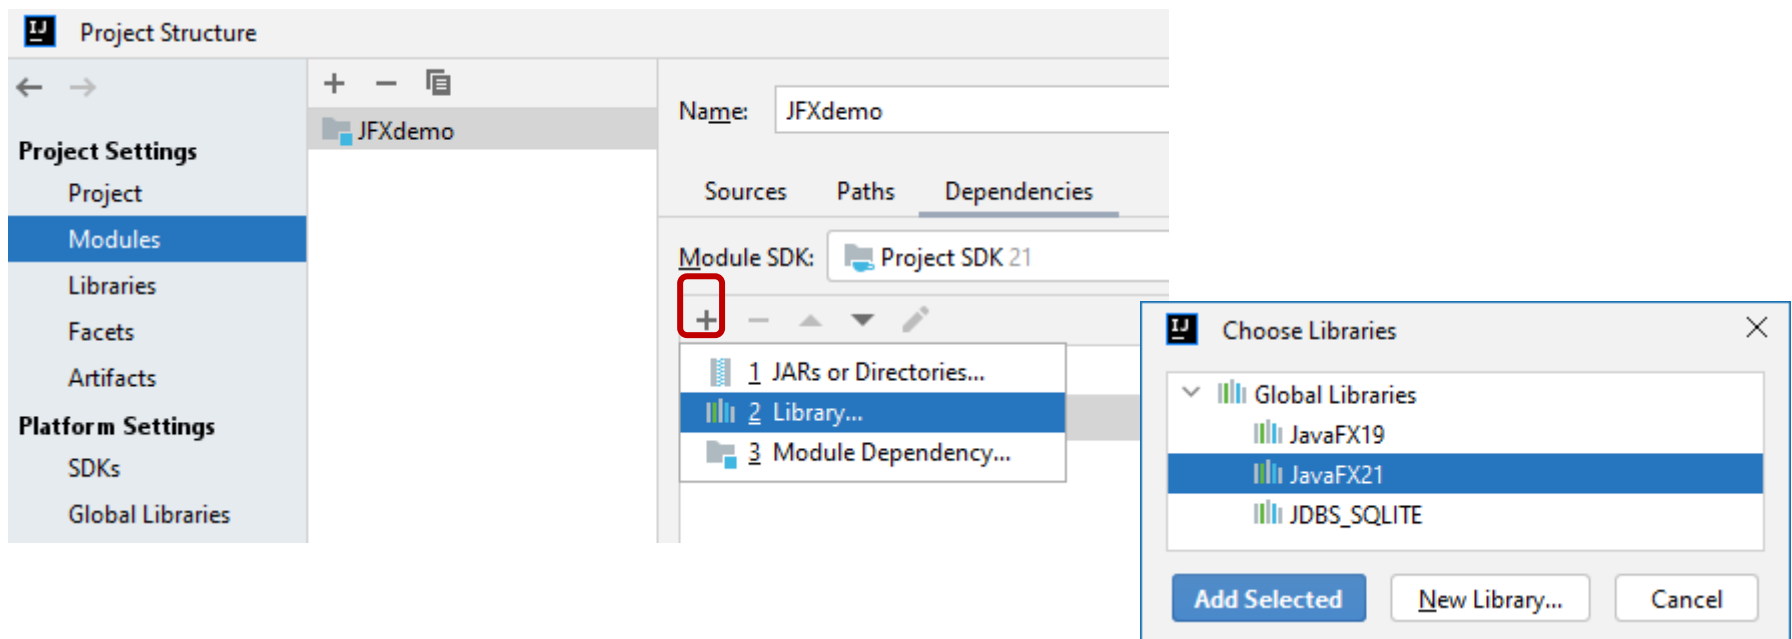 Project Structure
Project Settings
Project
Modules
Libraries
Facets
Artifacts
Platform Settings
SDKs
Global Libraries
JFXdemo
Name: JFXdemo
Sources Paths Dependencies
Module SDK: Project SDK 21
1 JARs or Directories...
2 Library...
3 Module Dependency...
Choose Libraries
Global Libraries
JavaFX19
JavaFX21
JDBS_SQLITE
Add Selected New Library... Cancel